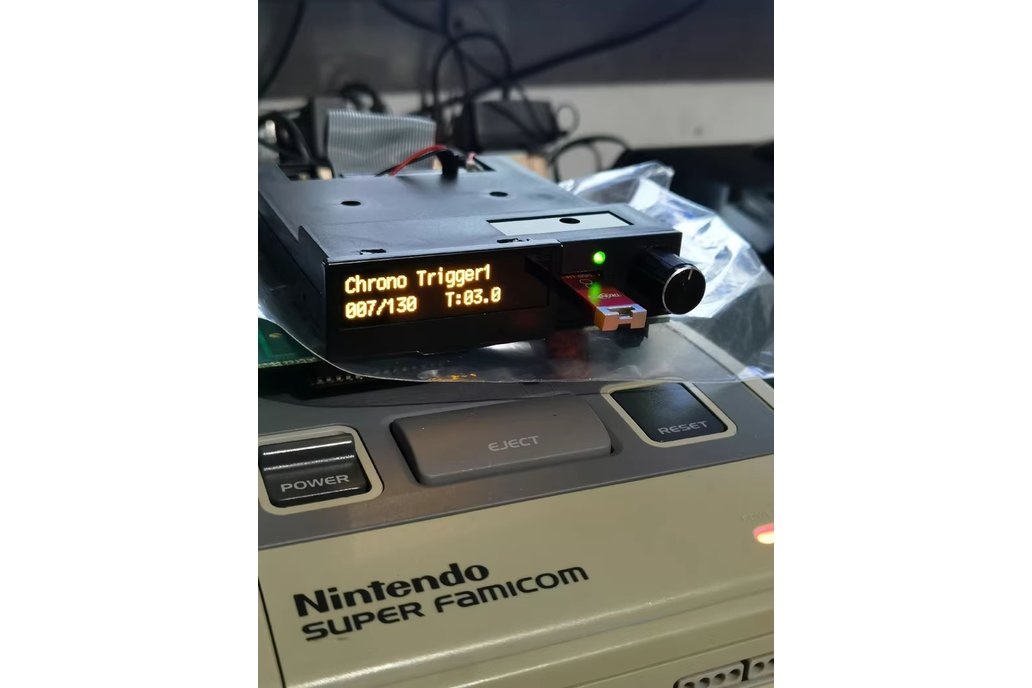 Chrono Trigger1
007/130 T:03.0
POWER
EJECT
RESET
Nintendo
SUPER FAMICOM